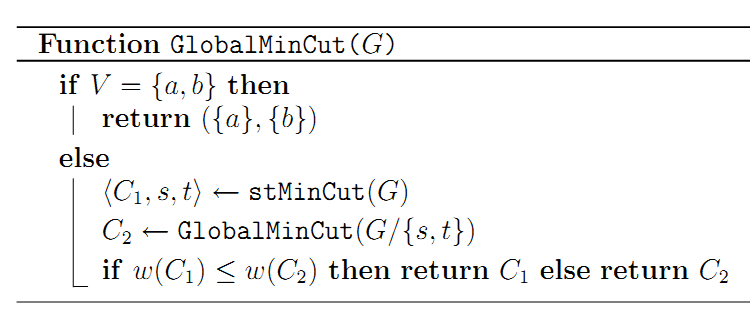 Function GlobalMinCut(G)
if V = {a, b} then
return ({a}, {b})
else
⟨C₁, s, t⟩ ← stMinCut(G)
C₂ ← GlobalMinCut(G/{s, t})
if w(C₁) ≤ w(C₂) then return C₁ else return C₂